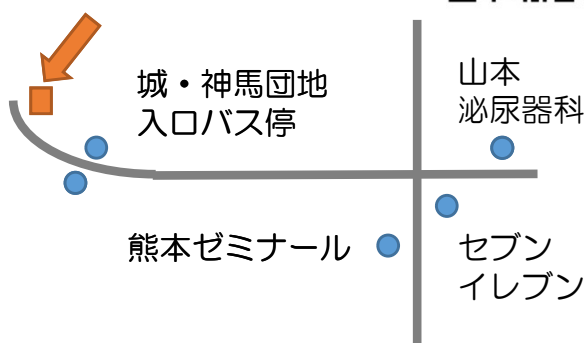 城・神馬団地
入口バス停
山本
泌尿器科
熊本ゼミナール
セブン
イレブン